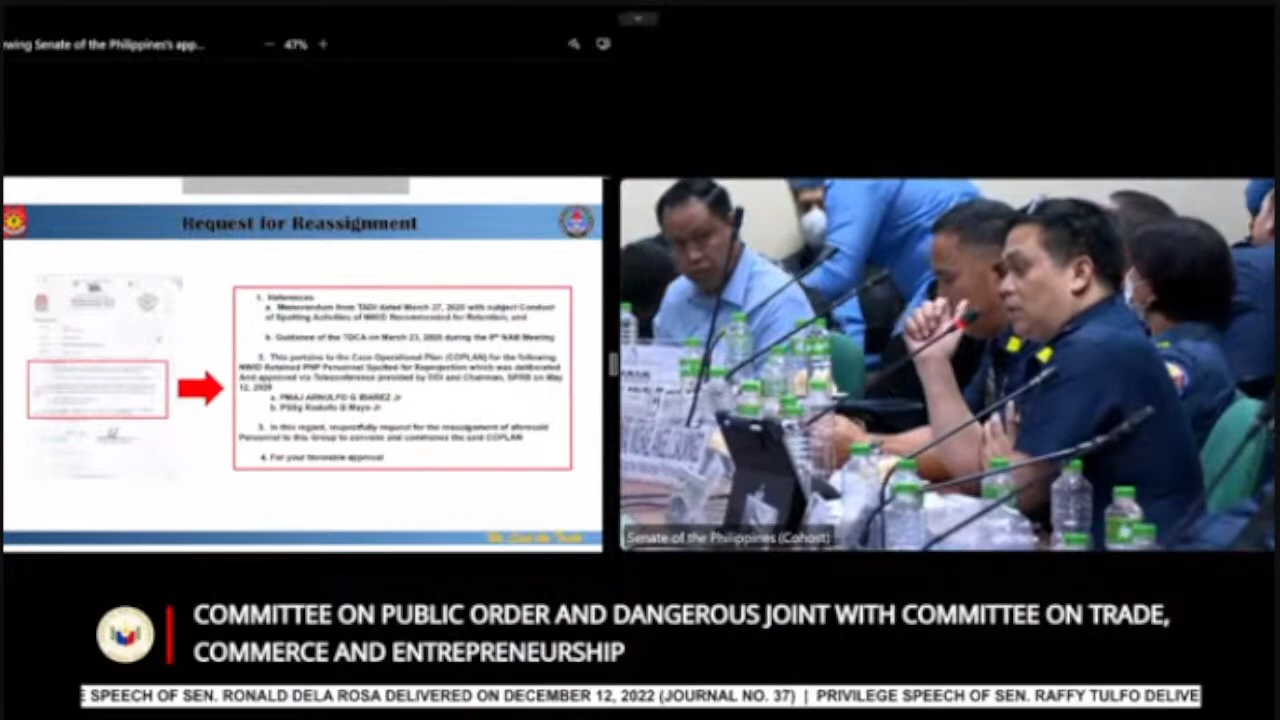 wing Senate of the Philippines's app...
47%
Request for Reassignment
1. References
a. Memorandum from TADI dated March 27, 2020 with subject Conduct
of Spotting Activities of NWID Recommended for Retention; and
b. Guidance of the TDCA on March 23, 2020 during the 8th NAB Meeting
2. This pertains to the Case Operational Plan (COPLAN) for the following
NWID Retained PNP Personnel Spotted for Reprojection which was deliberated
And approved via Teleconference presided by DDI and Chairman, SPRB on May
12, 2020
a. PMAJ ARNULFO G IBAÑEZ Jr
b. PSSg Rodolfo B Mayo Jr
3. In this regard, respectfully request for the reassignment of aforesaid
Personnel to this Group to convene and commence the said COPLAN
4. For your favorable approval
Senate of the Philippines (Cohost)
COMMITTEE ON PUBLIC ORDER AND DANGEROUS JOINT WITH COMMITTEE ON TRADE,
COMMERCE AND ENTREPRENEURSHIP
E SPEECH OF SEN. RONALD DELA ROSA DELIVERED ON DECEMBER 12, 2022 (JOURNAL NO. 37) | PRIVILEGE SPEECH OF SEN. RAFFY TULFO DELIVE